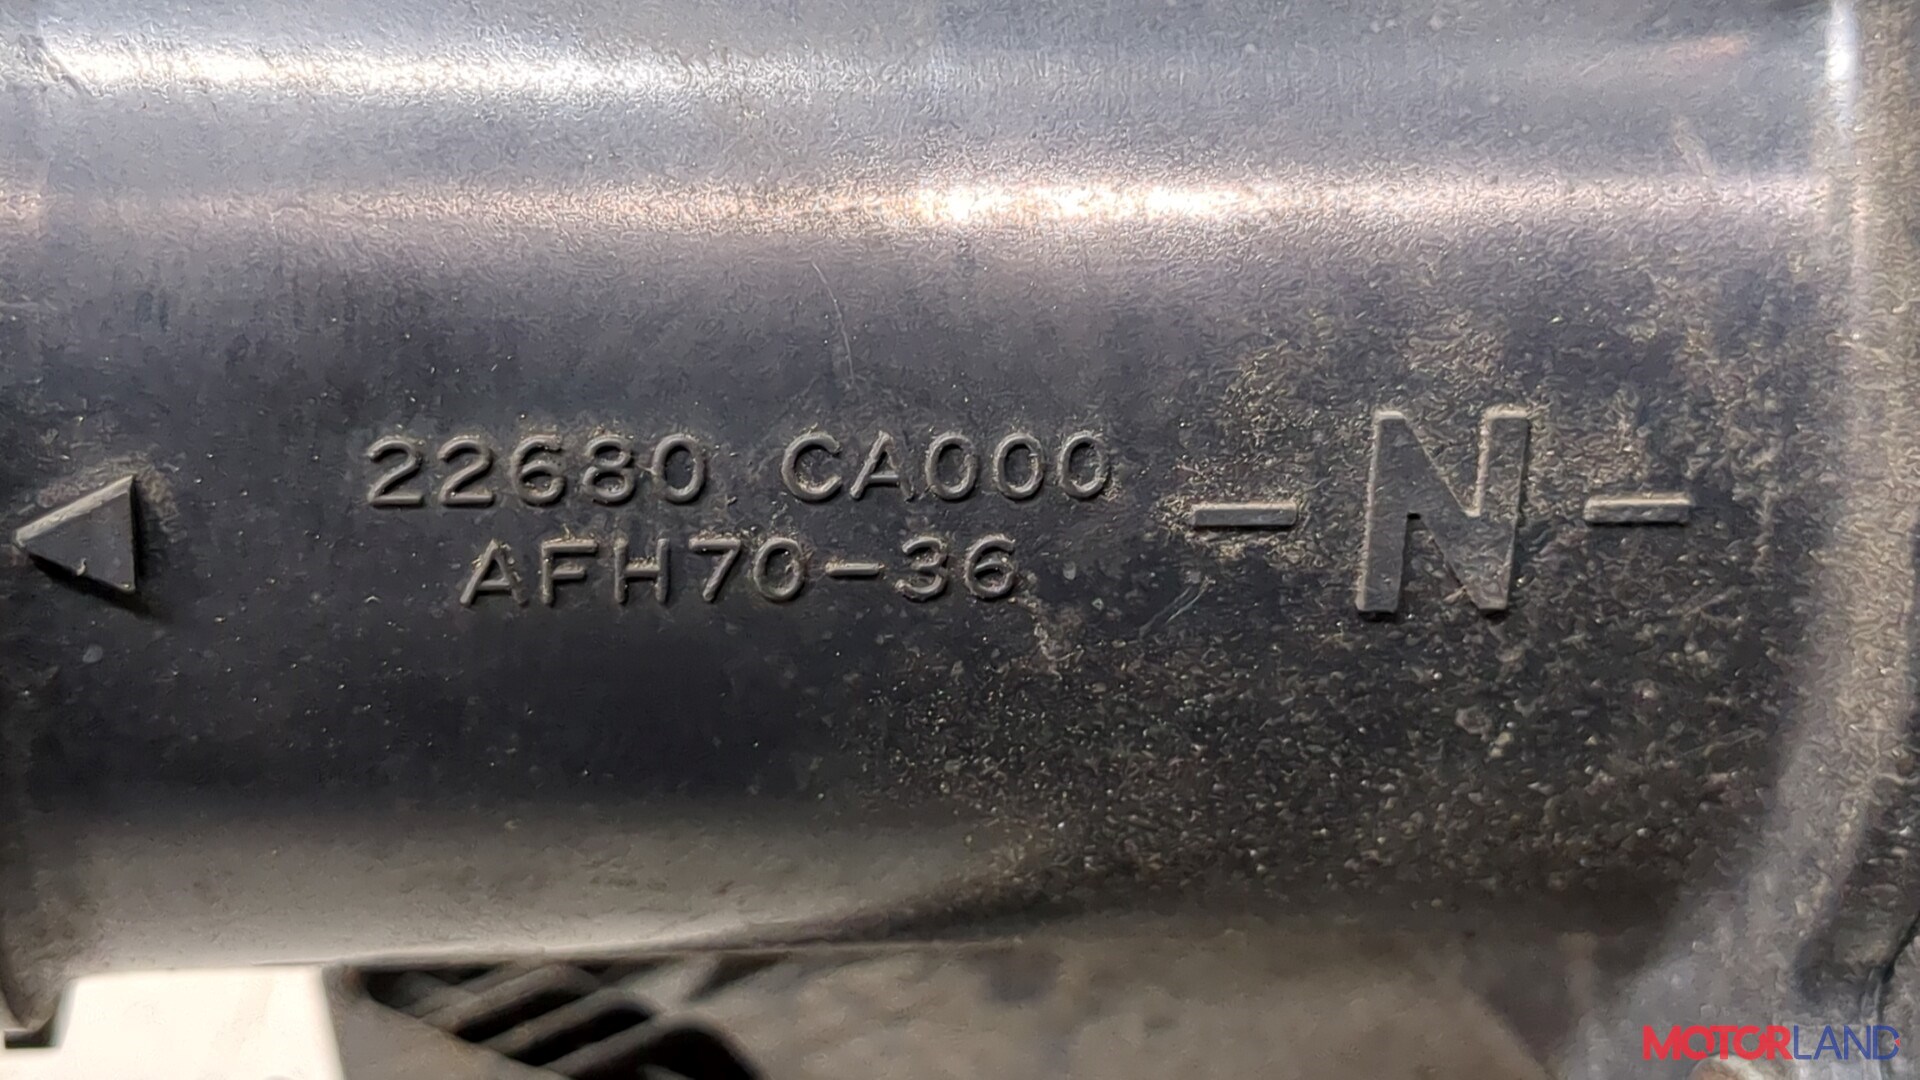 22680 CA000
AFH70-36
-N-
MOTORLAND